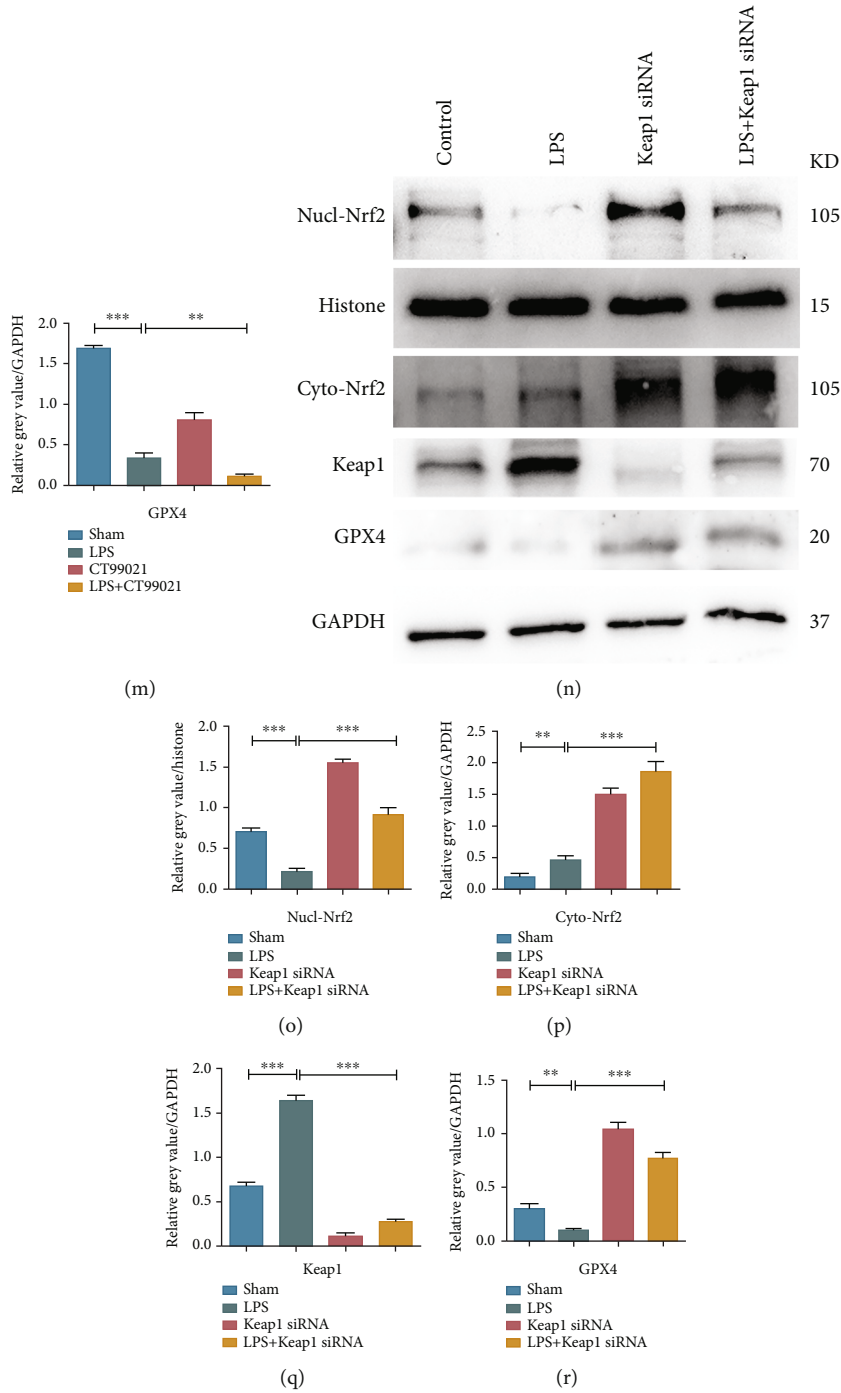 Control
LPS
Keap1 siRNA
LPS+Keap1 siRNA
KD
Nucl-Nrf2
105
Histone
15
Cyto-Nrf2
105
Keap1
70
GPX4
20
GAPDH
37
(n)
Relative grey value/GAPDH
2.0
1.5
1.0
0.5
0.0
***
**
GPX4
Sham
LPS
CT99021
LPS+CT99021
(m)
Relative grey value/histone
2.0
1.5
1.0
0.5
0.0
***
***
Nucl-Nrf2
Sham
LPS
Keap1 siRNA
LPS+Keap1 siRNA
(o)
Relative grey value/GAPDH
2.5
2.0
1.5
1.0
0.5
0.0
**
***
Cyto-Nrf2
Sham
LPS
Keap1 siRNA
LPS+Keap1 siRNA
(p)
Relative grey value/GAPDH
2.0
1.5
1.0
0.5
0.0
***
***
Keap1
Sham
LPS
Keap1 siRNA
LPS+Keap1 siRNA
(q)
Relative grey value/GAPDH
1.5
1.0
0.5
0.0
**
***
GPX4
Sham
LPS
Keap1 siRNA
LPS+Keap1 siRNA
(r)